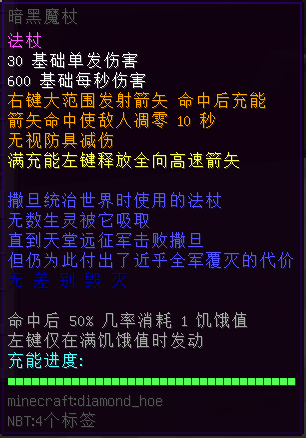 暗黑魔杖
法杖
30 基础单发伤害
600 基础每秒伤害
右键大范围发射箭矢 命中后充能
箭矢命中使敌人凋零 10 秒
无视防具减伤
满充能左键释放全向高速箭矢
撒旦统治世界时使用的法杖
无数生灵被它吸取
直到天堂远征军击败撒旦
但仍为此付出了近乎全军覆灭的代价
无 差 别 毁 灭
命中后 50% 几率消耗 1 饥饿值
左键仅在满饥饿值时发动
充能进度:
minecraft:diamond_hoe
NBT:4个标签